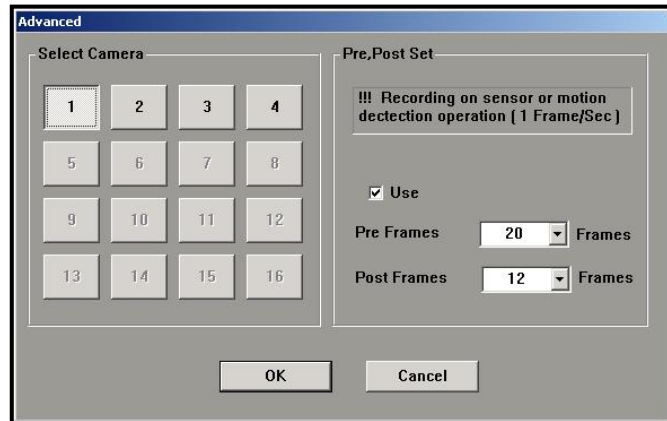 Advanced
Select Camera
1 2 3 4
5 6 7 8
9 10 11 12
13 14 15 16
Pre,Post Set
!!! Recording on sensor or motion
dectection operation ( 1 Frame/Sec )
Use
Pre Frames 20 Frames
Post Frames 12 Frames
OK Cancel